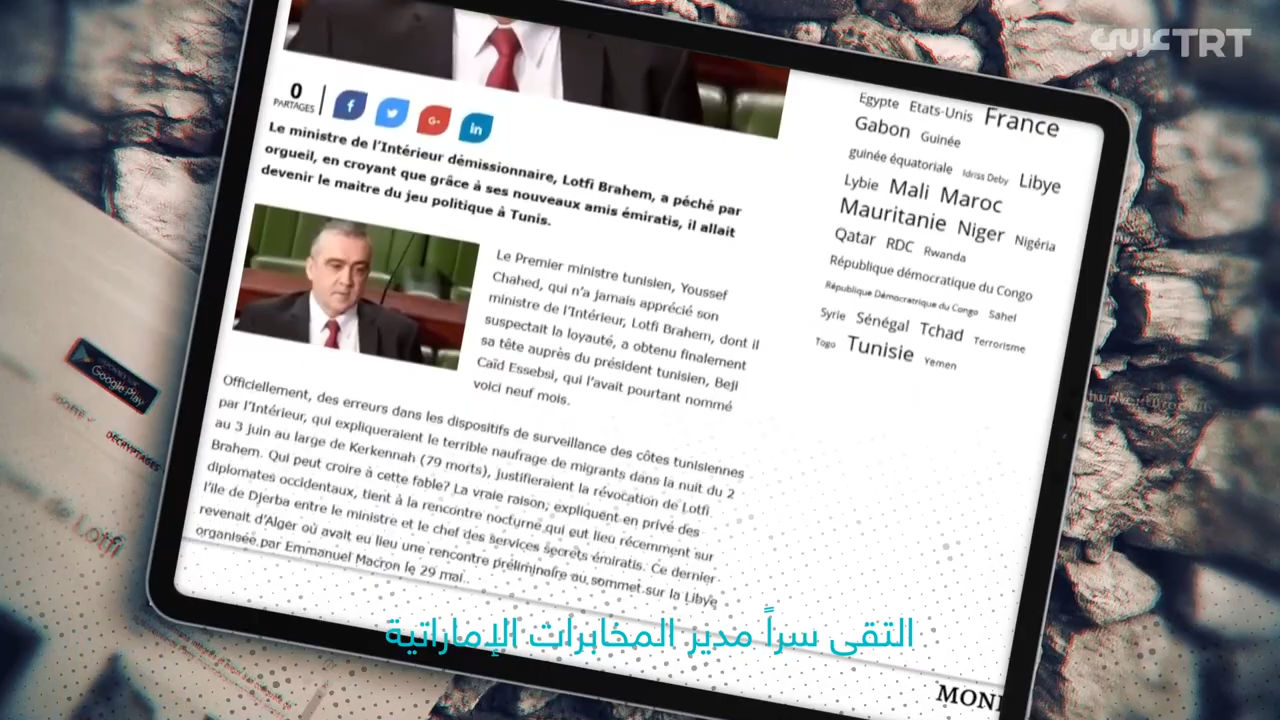 TRT عربي
0
PARTAGES
Le ministre de l'Intérieur démissionnaire, Lotfi Brahem, a péché par
orgueil, en croyant que grâce à ses nouveaux amis émiratis, il allait
devenir le maitre du jeu politique à Tunis.
Le Premier ministre tunisien, Youssef
Chahed, qui n'a jamais apprécié son
ministre de l'Intérieur, Lotfi Brahem, dont il
suspectait la loyauté, a obtenu finalement
sa tête auprès du président tunisien, Beji
Caïd Essebsi, qui l'avait pourtant nommé
voici neuf mois.
Officiellement, des erreurs dans les dispositifs de surveillance des côtes tunisiennes
par l'Intérieur, qui expliqueraient le terrible naufrage de migrants dans la nuit du 2
au 3 juin au large de Kerkennah (79 morts), justifieraient la révocation de Lotfi
Brahem. Qui peut croire à cette fable? La vraie raison, expliquent en privé des
diplomates occidentaux, tient à la rencontre nocturne qui eut lieu récemment sur
l'île de Djerba entre le ministre et le chef des services secrets émiratis. Ce dernier
revenait d'Alger où avait eu lieu une rencontre préliminaire au sommet sur la Libye
organisée par Emmanuel Macron le 29 mai.
Egypte Etats-Unis France
Gabon Guinée
guinée équatoriale Idriss Deby Libye
Lybie Mali Maroc
Mauritanie Niger Nigéria
Qatar RDC Rwanda
République démocratique du Congo
République Démocratrique du Congo Sahel
Syrie Sénégal Tchad Terrorisme
Togo Tunisie Yemen
Google Play
DÉCRYPTAGES
de Lotfi
التقى سراً مدير المخابرات الإماراتية